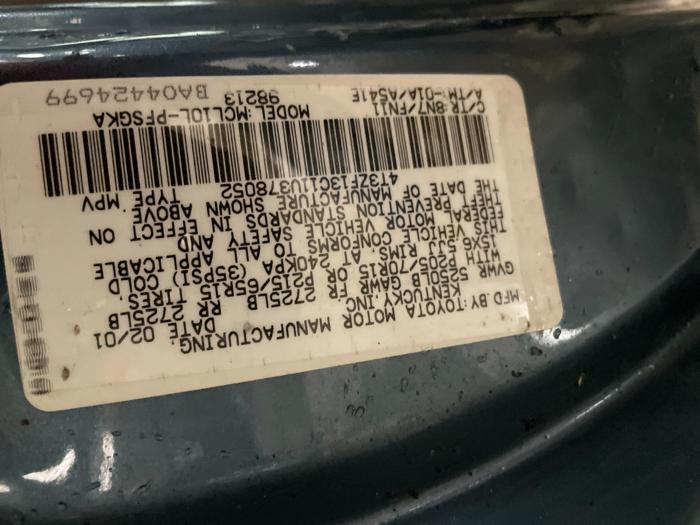 MFD.BY:TOYOTA MOTOR MANUFACTURING,
KENTUCKY,INC. DATE 02/01
GVWR 5250LB GAWR FR 2725LB RR 2725LB
WITH P205/70R15 OR P215/65R15 TIRES.
15X6.5JJ RIMS, AT 240KPA (35PSI) COLD
THIS VEHICLE CONFORMS TO ALL APPLICABLE
FEDERAL MOTOR VEHICLE SAFETY AND
THEFT PREVENTION STANDARDS IN EFFECT ON
THE DATE OF MANUFACTURE SHOWN ABOVE
4T3ZF13C11U378052 TYPE MPV
C/TR:8N7/FN11 MODEL:MCL10L-PFSGKA
A/TM:-01A/A541E 98213 BA04424699